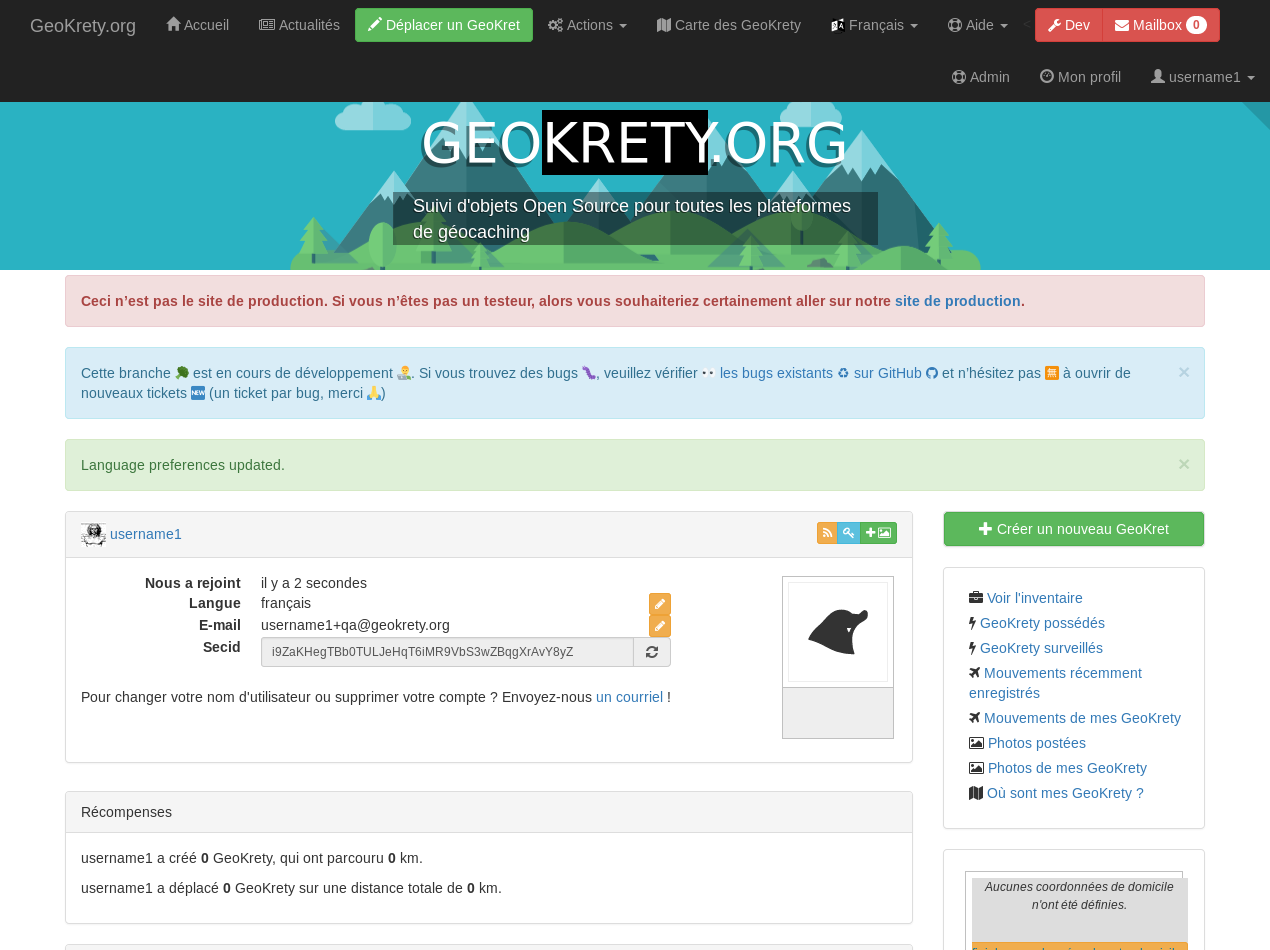 GeoKrety.org Accueil Actualités Déplacer un GeoKret Actions Carte des GeoKrety Français Aide Dev Mailbox 0
Admin Mon profil username1
GEOKRETY.ORG
Suivi d'objets Open Source pour toutes les plateformes
de géocaching
Ceci n’est pas le site de production. Si vous n’êtes pas un testeur, alors vous souhaiteriez certainement aller sur notre site de production.
Cette branche 🌳 est en cours de développement. Si vous trouvez des bugs 🐛, veuillez vérifier 👀 les bugs existants ♻ sur GitHub et n’hésitez pas 🈚 à ouvrir de
nouveaux tickets 🆕 (un ticket par bug, merci 🙏)
×
Language preferences updated.
×
username1
Nous a rejoint il y a 2 secondes
Langue français
E-mail username1+qa@geokrety.org
Secid i9ZaKHegTBb0TULJeHqT6iMR9VbS3wZBqgXrAvY8yZ
Pour changer votre nom d'utilisateur ou supprimer votre compte ? Envoyez-nous un courriel !
Récompenses
username1 a créé 0 GeoKrety, qui ont parcouru 0 km.
username1 a déplacé 0 GeoKrety sur une distance totale de 0 km.
Créer un nouveau GeoKret
Voir l'inventaire
GeoKrety possédés
GeoKrety surveillés
Mouvements récemment
enregistrés
Mouvements de mes GeoKrety
Photos postées
Photos de mes GeoKrety
Où sont mes GeoKrety ?
Aucunes coordonnées de domicile
n'ont été définies.